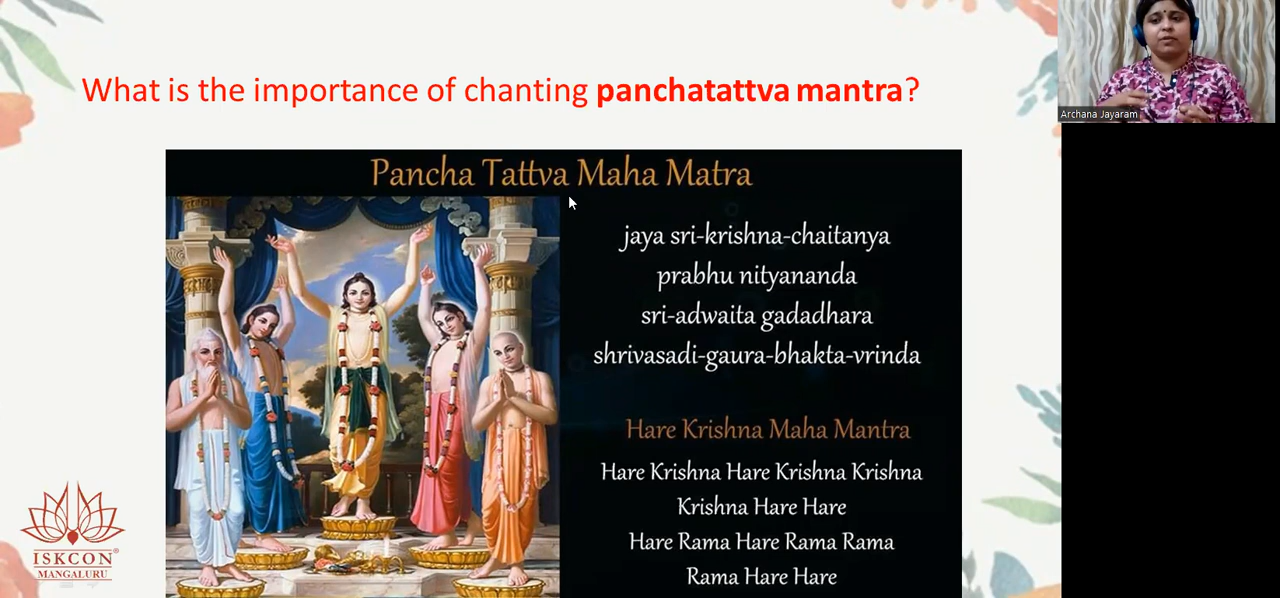 What is the importance of chanting panchatattva mantra?
Archana Jayaram
Pancha Tattva Maha Matra
jaya sri-krishna-chaitanya
prabhu nityananda
sri-adwaita gadadhara
shrivasadi-gaura-bhakta-vrinda
Hare Krishna Maha Mantra
Hare Krishna Hare Krishna Krishna
Krishna Hare Hare
Hare Rama Hare Rama Rama
Rama Hare Hare
ISKCON®
MANGALURU